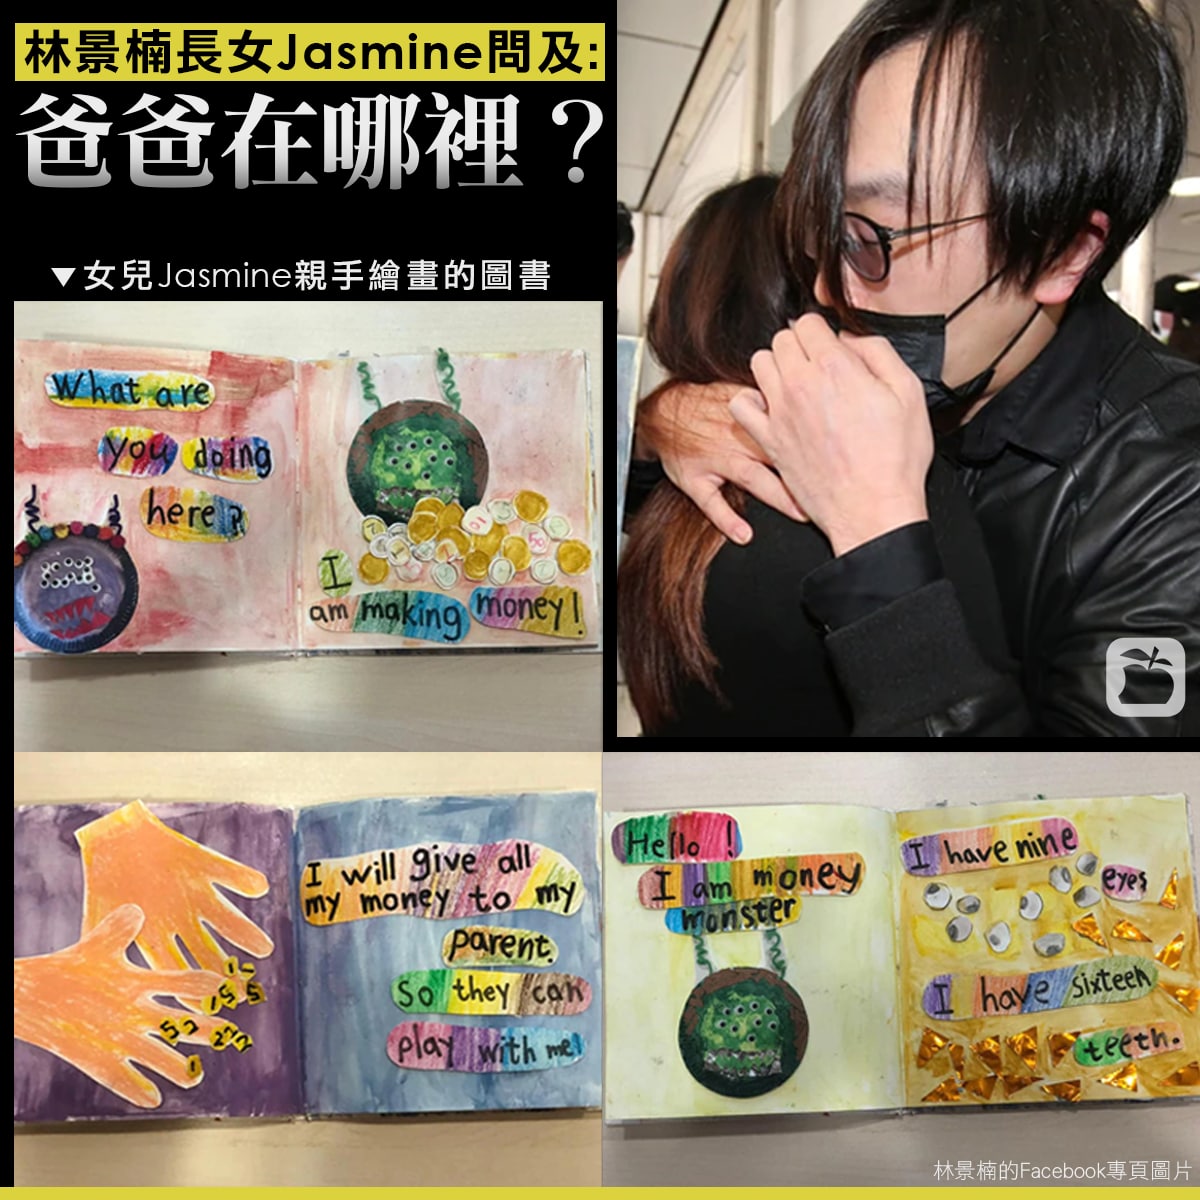 林景楠長女Jasmine問及:
爸爸在哪裡？
▼女兒Jasmine親手繪畫的圖書
What are
you doing
here?
I
am making money!
I will give all
my money to my
parent.
So they can
play with me!
Hello !
I am money
monster
I have nine
eyes
I have sixteen
teeth.
林景楠的Facebook專頁圖片